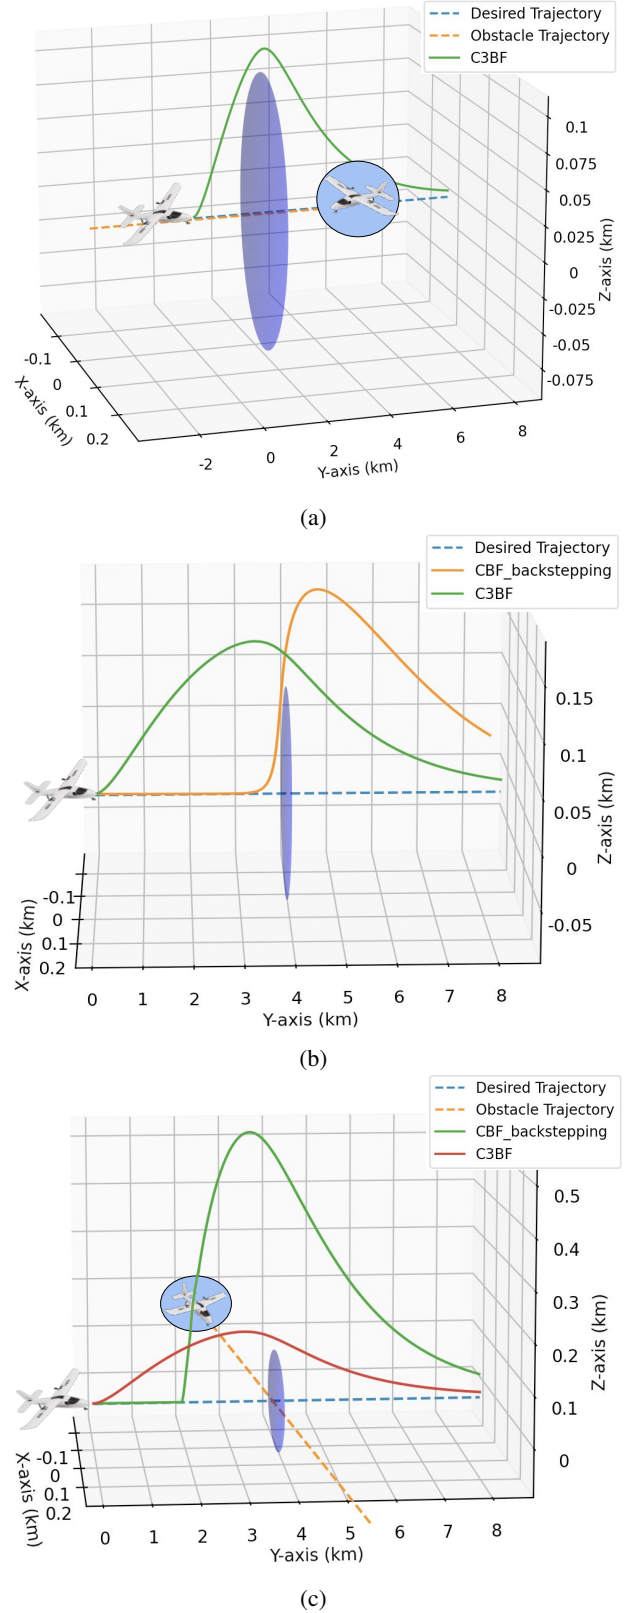 Desired Trajectory
Obstacle Trajectory
C3BF
0.1
0.075
0.05
0.025
0
-0.025
-0.05
-0.075
Z-axis (km)
-0.1
0
0.1
0.2
X-axis (km)
-2
0
2
4
6
8
Y-axis (km)
(a)
Desired Trajectory
CBF_backstepping
C3BF
0.15
0.1
0.05
0
-0.05
Z-axis (km)
-0.1
0
0.1
0.2
X-axis (km)
0
1
2
3
4
5
6
7
8
Y-axis (km)
(b)
Desired Trajectory
Obstacle Trajectory
CBF_backstepping
C3BF
0.5
0.4
0.3
0.2
0.1
0
Z-axis (km)
-0.1
0
0.1
0.2
X-axis (km)
0
1
2
3
4
5
6
7
8
Y-axis (km)
(c)